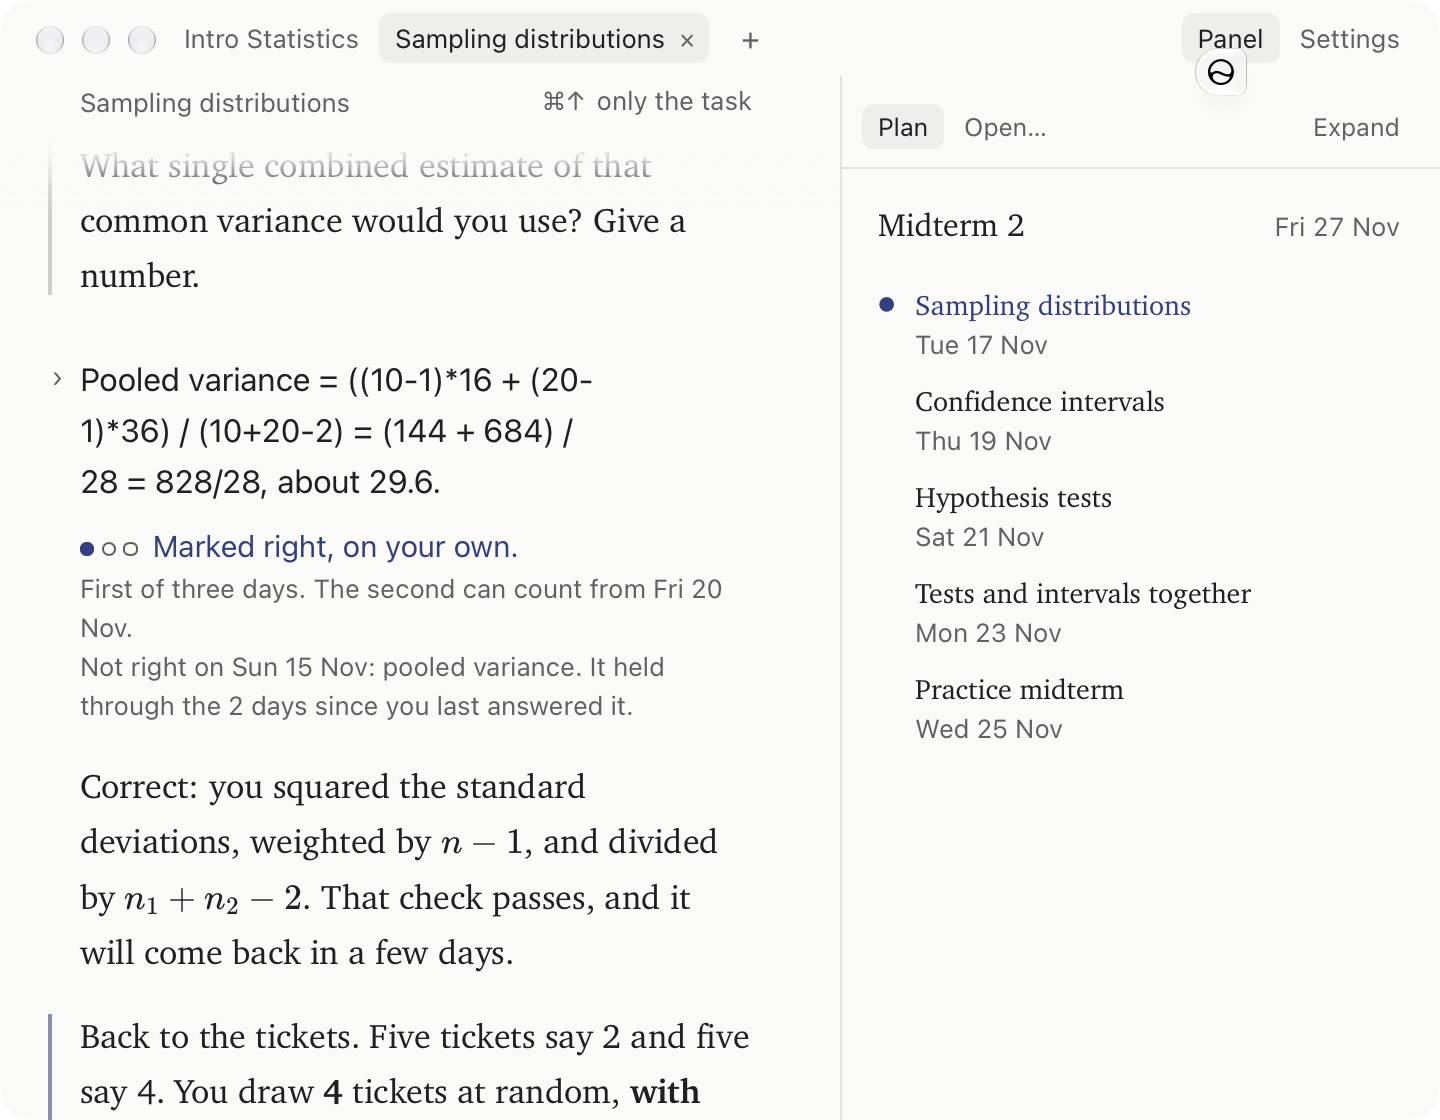 Intro Statistics
Sampling distributions ×
+
Panel
Settings
Sampling distributions
⌘↑ only the task
What single combined estimate of that
common variance would you use? Give a
number.
› Pooled variance = ((10-1)*16 + (20-
1)*36) / (10+20-2) = (144 + 684) /
28 = 828/28, about 29.6.
Marked right, on your own.
First of three days. The second can count from Fri 20
Nov.
Not right on Sun 15 Nov: pooled variance. It held
through the 2 days since you last answered it.
Correct: you squared the standard
deviations, weighted by n − 1, and divided
by n₁ + n₂ − 2. That check passes, and it
will come back in a few days.
Back to the tickets. Five tickets say 2 and five
say 4. You draw 4 tickets at random, with
Plan
Open...
Expand
Midterm 2
Fri 27 Nov
Sampling distributions
Tue 17 Nov
Confidence intervals
Thu 19 Nov
Hypothesis tests
Sat 21 Nov
Tests and intervals together
Mon 23 Nov
Practice midterm
Wed 25 Nov